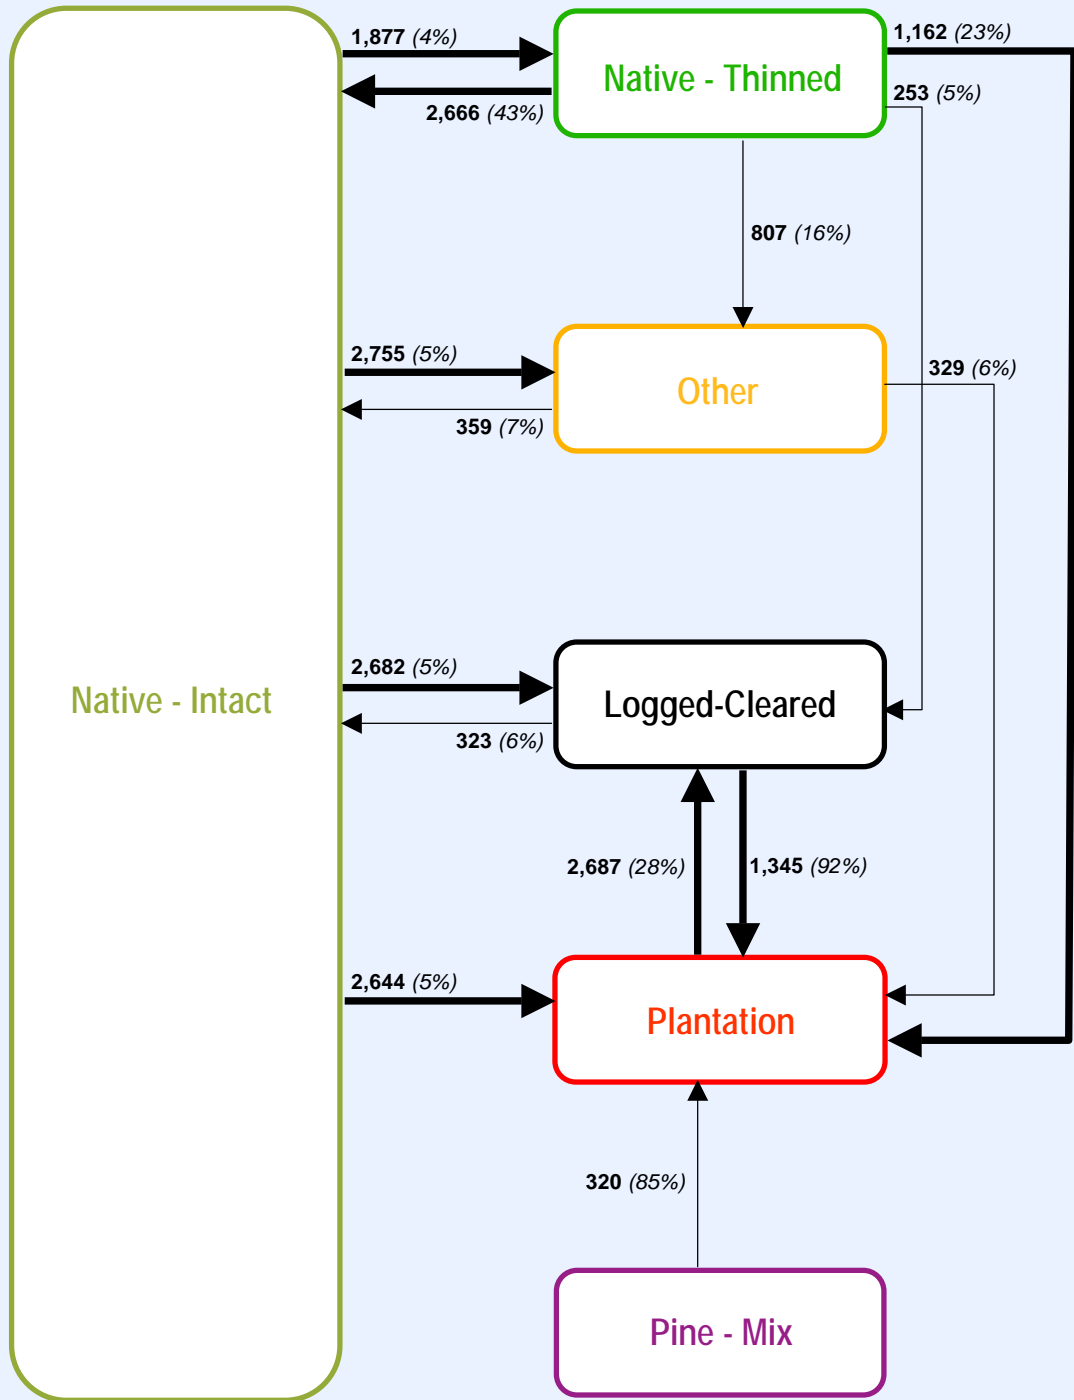 1,877 (4%)
1,162 (23%)
Native - Thinned
253 (5%)
2,666 (43%)
807 (16%)
2,755 (5%)
329 (6%)
Other
359 (7%)
2,682 (5%)
Native - Intact
Logged-Cleared
323 (6%)
2,687 (28%)
1,345 (92%)
2,644 (5%)
Plantation
320 (85%)
Pine - Mix